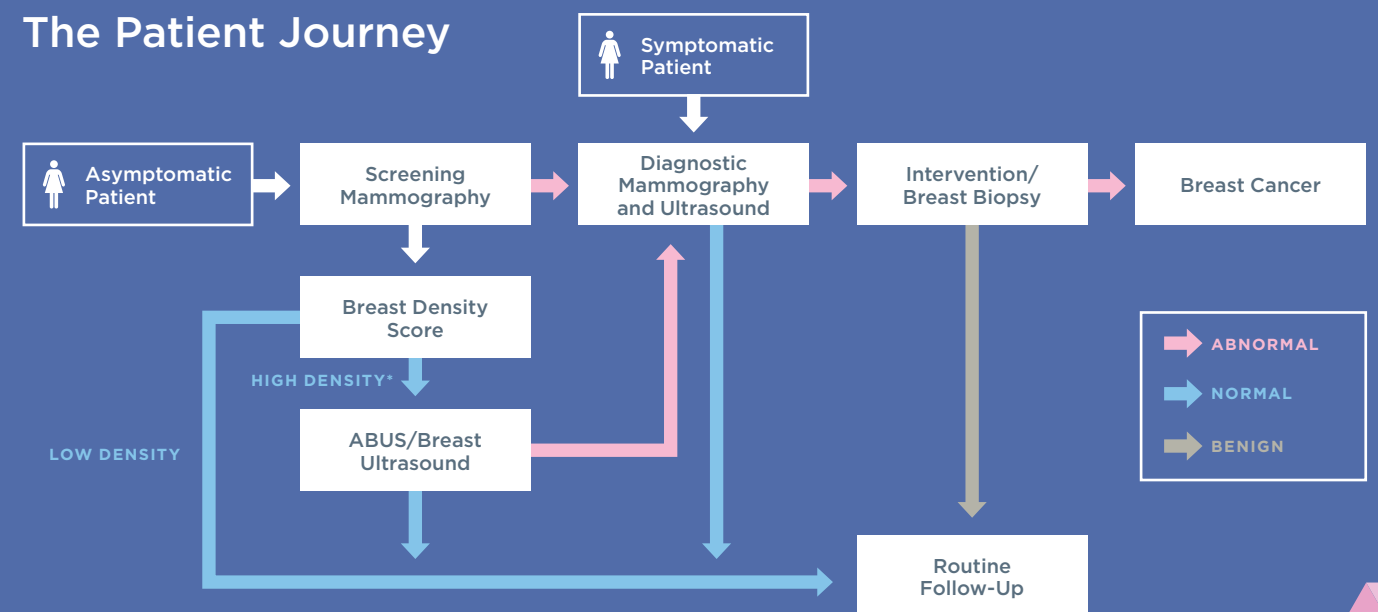 The Patient Journey
Symptomatic
Patient
Asymptomatic
Patient
Screening
Mammography
Diagnostic
Mammography
and Ultrasound
Intervention/
Breast Biopsy
Breast Cancer
Breast Density
Score
HIGH DENSITY*
LOW DENSITY
ABUS/Breast
Ultrasound
ABNORMAL
NORMAL
BENIGN
Routine
Follow-Up